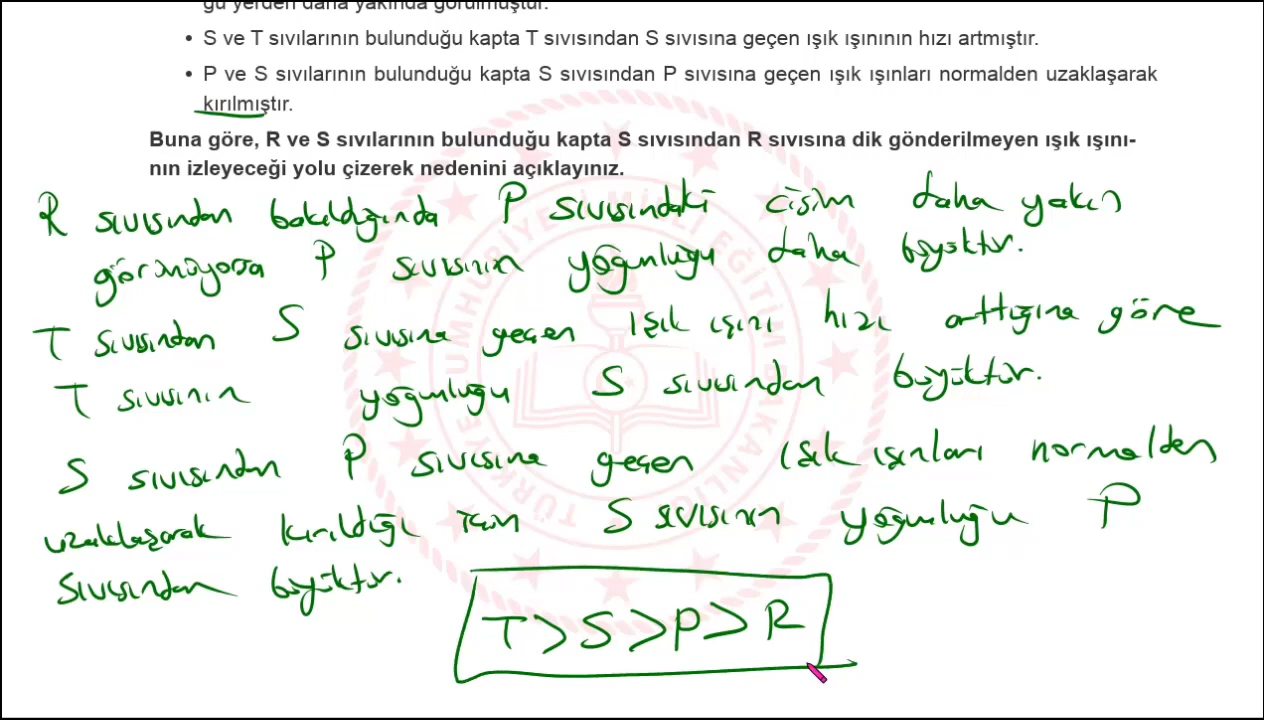 ğü yerden daha yakında görülmüştür.
• S ve T sıvılarının bulunduğu kapta T sıvısından S sıvısına geçen ışık ışınının hızı artmıştır.
• P ve S sıvılarının bulunduğu kapta S sıvısından P sıvısına geçen ışık ışınları normalden uzaklaşarak
kırılmıştır.
Buna göre, R ve S sıvılarının bulunduğu kapta S sıvısından R sıvısına dik gönderilmeyen ışık ışını-
nın izleyeceği yolu çizerek nedenini açıklayınız.
R sıvısından bakıldığında P sıvısındaki cisim daha yakın
görünüyorsa P sıvısının yoğunluğu daha büyüktür.
T sıvısından S sıvısına geçen ışık ışını hızı arttığına göre
T sıvısının yoğunluğu S sıvısından büyüktür.
S sıvısından P sıvısına geçen ışık ışınları normalden
uzaklaşarak kırıldığı için S sıvısının yoğunluğu P
sıvısından büyüktür.
T>S>P>R